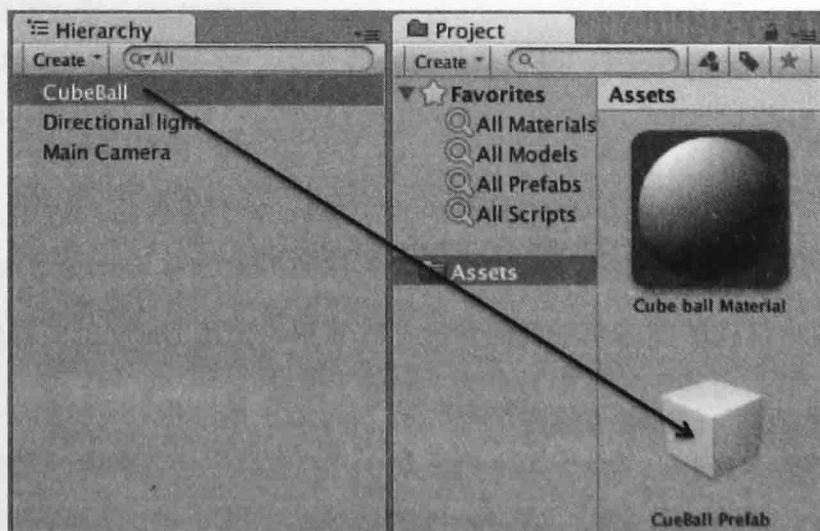 Hierarchy
Create
All
CubeBall
Directional light
Main Camera
Project
Create
Favorites
All Materials
All Models
All Prefabs
All Scripts
Assets
Assets
Cube ball Material
CueBall Prefab